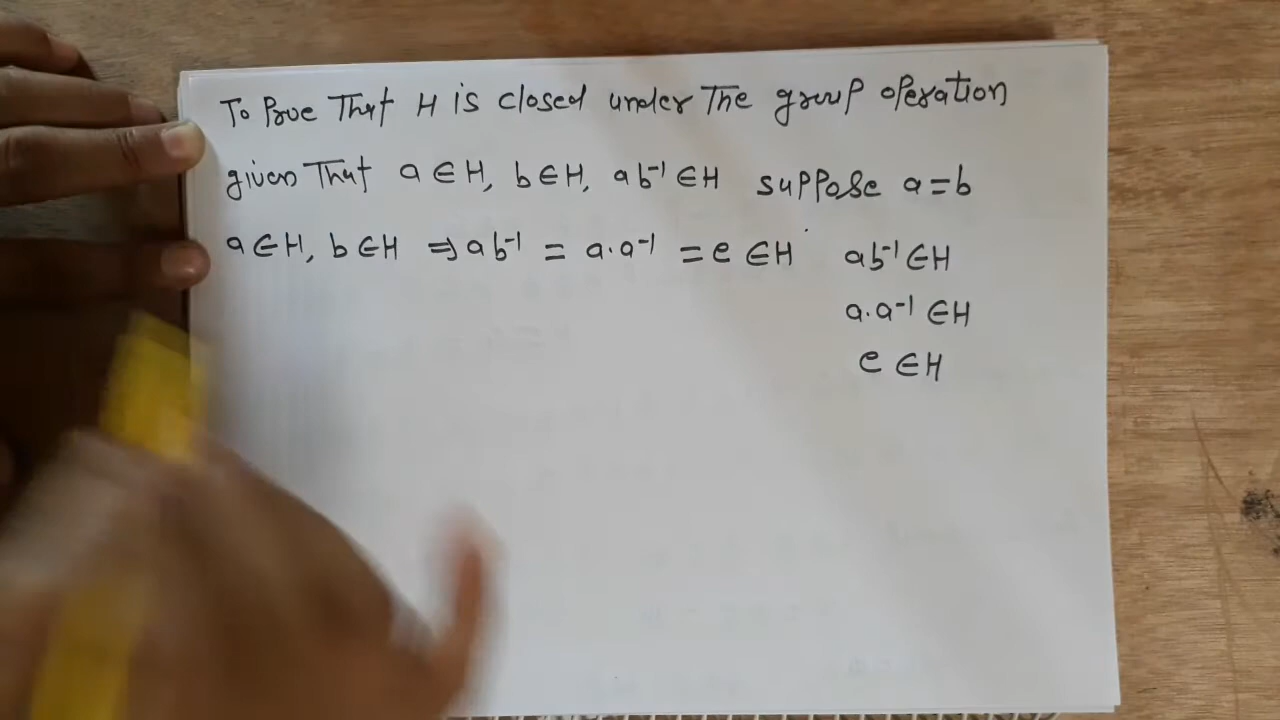 To Prove That H is closed under The group operation
given That a ∈ H, b ∈ H, ab⁻¹ ∈ H suppose a = b
a ∈ H, b ∈ H ⇒ ab⁻¹ = a.a⁻¹ = e ∈ H ab⁻¹ ∈ H
a.a⁻¹ ∈ H
e ∈ H